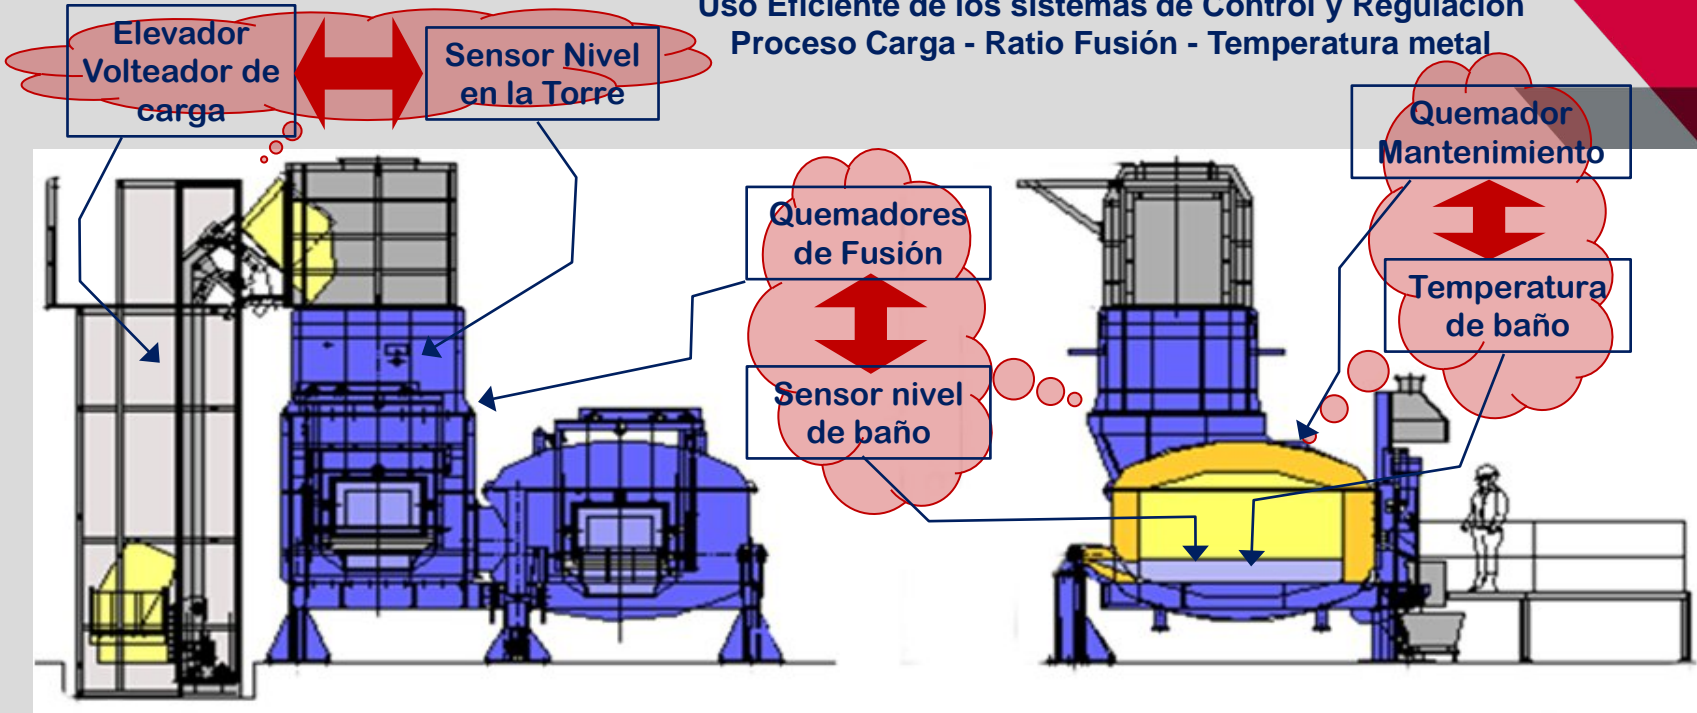 Uso Eficiente de los sistemas de Control y Regulación
Proceso Carga - Ratio Fusión - Temperatura metal
Elevador
Volteador de
carga
Sensor Nivel
en la Torre
Quemadores
de Fusión
Sensor nivel
de baño
Quemador
Mantenimiento
Temperatura
de baño